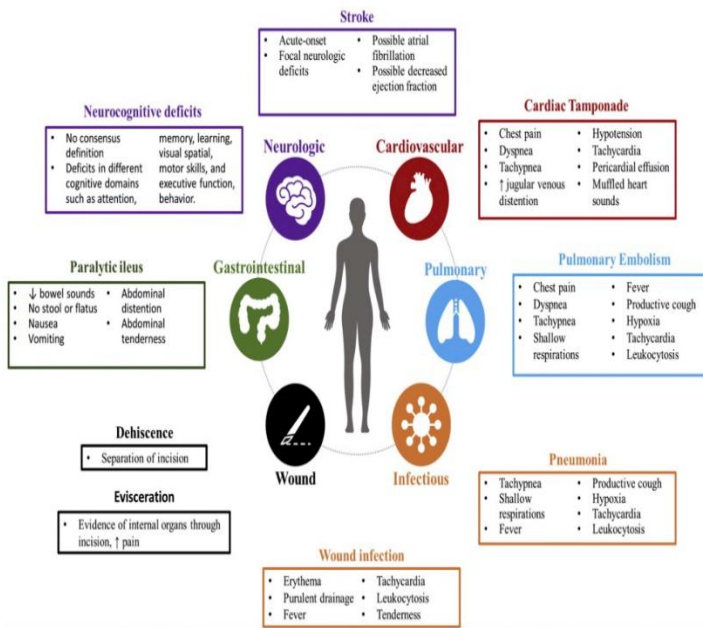 Stroke
• Acute-onset
• Focal neurologic
deficits
• Possible atrial
fibrillation
• Possible decreased
ejection fraction
Neurocognitive deficits
• No consensus
definition
• Deficits in different
cognitive domains
such as attention,
memory, learning,
visual spatial,
motor skills, and
executive function,
behavior.
Neurologic
Cardiovascular
Cardiac Tamponade
• Chest pain
• Dyspnea
• Tachypnea
• ↑ jugular venous
distention
• Hypotension
• Tachycardia
• Pericardial effusion
• Muffled heart
sounds
Paralytic ileus
• ↓ bowel sounds
• No stool or flatus
• Nausea
• Vomiting
• Abdominal
distention
• Abdominal
tenderness
Gastrointestinal
Pulmonary
Pulmonary Embolism
• Chest pain
• Dyspnea
• Tachypnea
• Shallow
respirations
• Fever
• Productive cough
• Hypoxia
• Tachycardia
• Leukocytosis
Dehiscence
• Separation of incision
Evisceration
• Evidence of internal organs through
incision, ↑ pain
Wound
Infectious
Pneumonia
• Tachypnea
• Shallow
respirations
• Fever
• Productive cough
• Hypoxia
• Tachycardia
• Leukocytosis
Wound infection
• Erythema
• Purulent drainage
• Fever
• Tachycardia
• Leukocytosis
• Tenderness